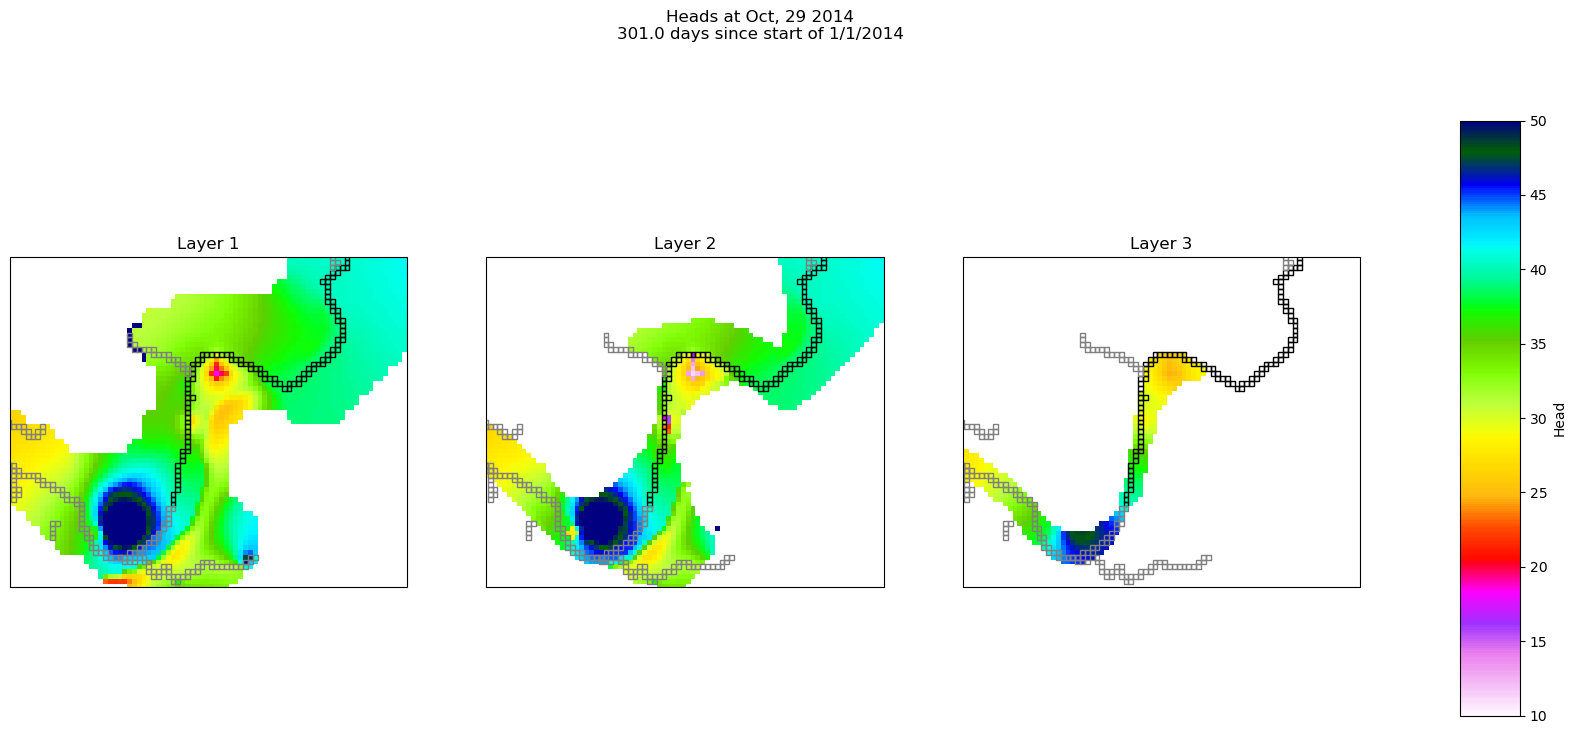 Heads at Oct, 29 2014
301.0 days since start of 1/1/2014
Layer 1
Layer 2
Layer 3
50
45
40
35
30
25
20
15
10
Head